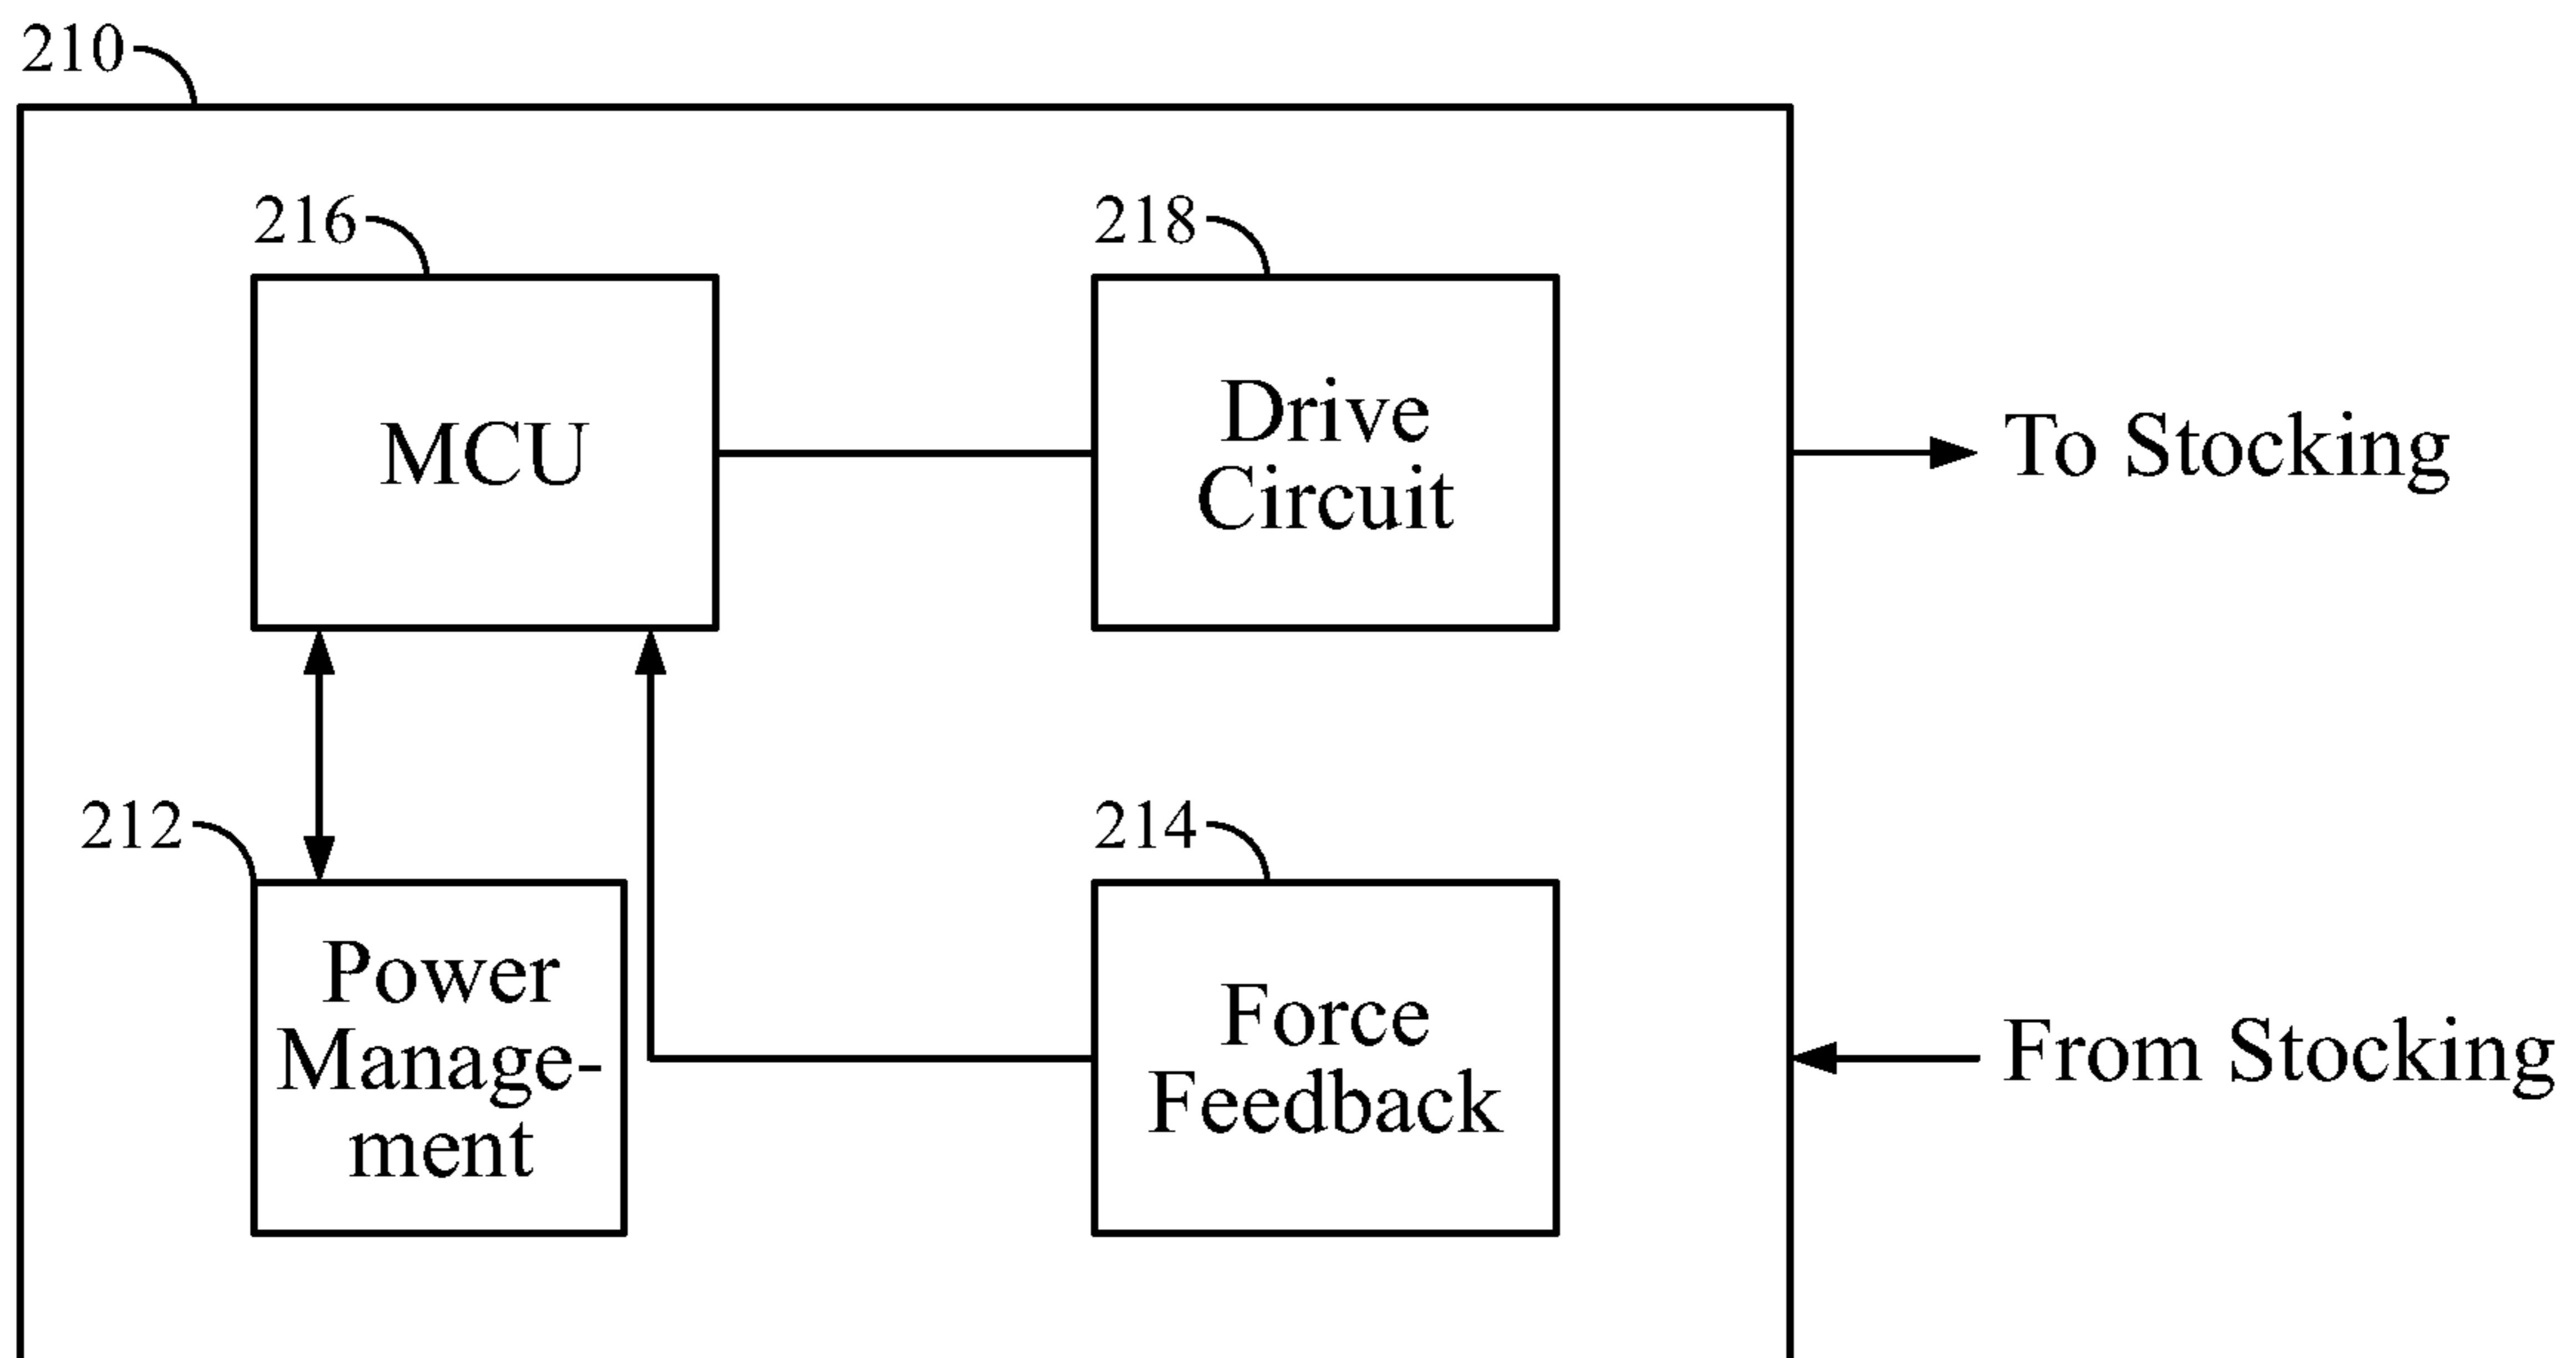 210
216
218
MCU
Drive
Circuit
To Stocking
212
214
Power
Manage-
ment
Force
Feedback
From Stocking